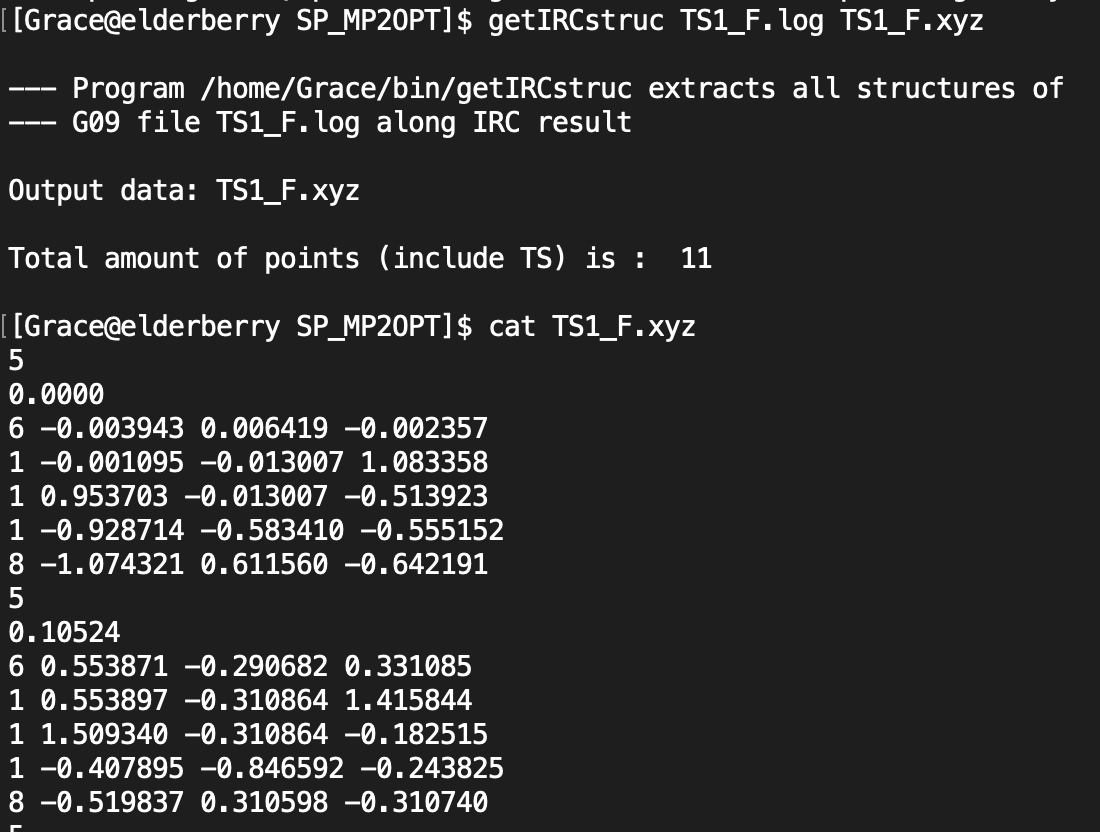 [[Grace@elderberry SP_MP2OPT]$ getIRCstruc TS1_F.log TS1_F.xyz
--- Program /home/Grace/bin/getIRCstruc extracts all structures of
--- G09 file TS1_F.log along IRC result
Output data: TS1_F.xyz
Total amount of points (include TS) is :  11
[[Grace@elderberry SP_MP2OPT]$ cat TS1_F.xyz
5
0.0000
6 -0.003943 0.006419 -0.002357
1 -0.001095 -0.013007 1.083358
1 0.953703 -0.013007 -0.513923
1 -0.928714 -0.583410 -0.555152
8 -1.074321 0.611560 -0.642191
5
0.10524
6 0.553871 -0.290682 0.331085
1 0.553897 -0.310864 1.415844
1 1.509340 -0.310864 -0.182515
1 -0.407895 -0.846592 -0.243825
8 -0.519837 0.310598 -0.310740